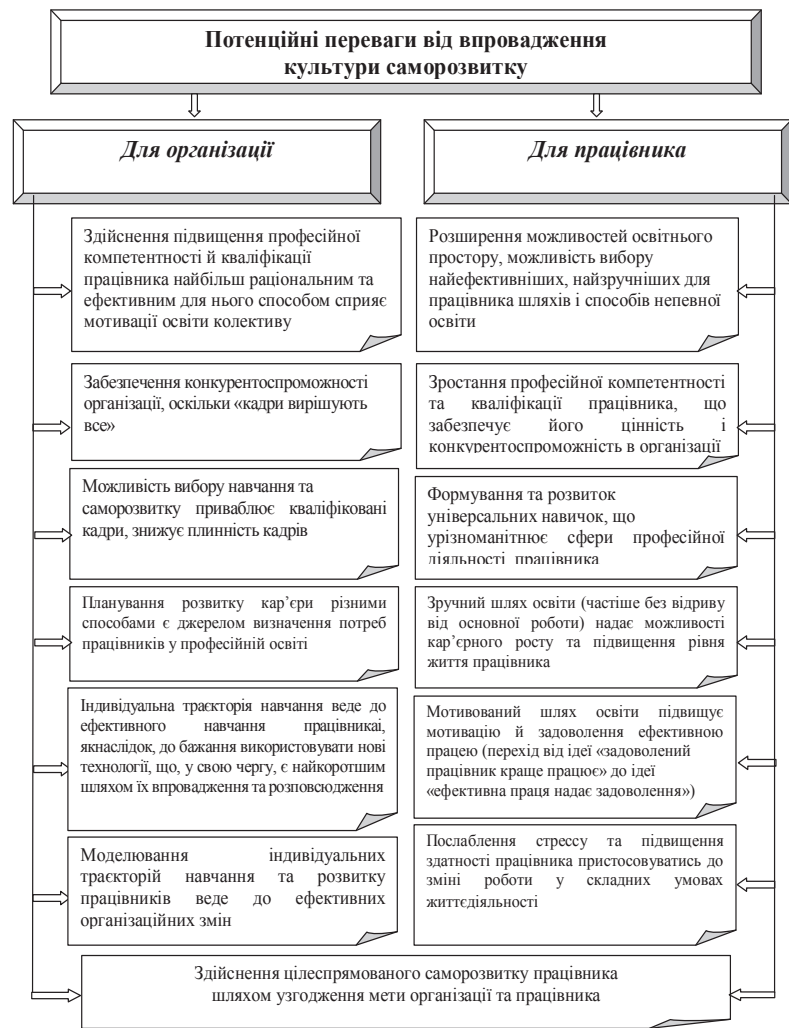 Потенційні переваги від впровадження
культури саморозвитку
Для організації
Для працівника
Здійснення підвищення професійної
компетентності й кваліфікації
працівника найбільш раціональним та
ефективним для нього способом сприяє
мотивації освіти колективу
Розширення можливостей освітнього
простору, можливість вибору
найефективніших, найзручніших для
працівника шляхів і способів непевної
освіти
Забезпечення конкурентоспроможності
організації, оскільки «кадри вирішують
все»
Зростання професійної компетентності
та кваліфікації працівника, що
забезпечує його цінність і
конкурентоспроможність в організації
Можливість вибору навчання та
саморозвитку приваблює кваліфіковані
кадри, знижує плинність кадрів
Формування та розвиток
універсальних навичок, що
урізноманітнює сфери професійної
діяльності працівника
Планування розвитку кар’єри різними
способами є джерелом визначення потреб
працівників у професійній освіті
Зручний шлях освіти (частіше без відриву
від основної роботи) надає можливості
кар’єрного росту та підвищення рівня
життя працівника
Індивідуальна траєкторія навчання веде до
ефективного навчання працівникаі,
якнаслідок, до бажання використовувати нові
технології, що, у свою чергу, є найкоротшим
шляхом їх впровадження та розповсюдження
Мотивований шлях освіти підвищує
мотивацію й задоволення ефективною
працею (перехід від ідеї «задоволений
працівник краще працює» до ідеї
«ефективна праця надає задоволення»)
Моделювання індивідуальних
траєкторій навчання та розвитку
працівників веде до ефективних
організаційних змін
Послаблення стрессу та підвищення
здатності працівника пристосовуватись до
зміні роботи у складних умовах
життєдіяльності
Здійснення цілеспрямованого саморозвитку працівника
шляхом узгодження мети організації та працівника